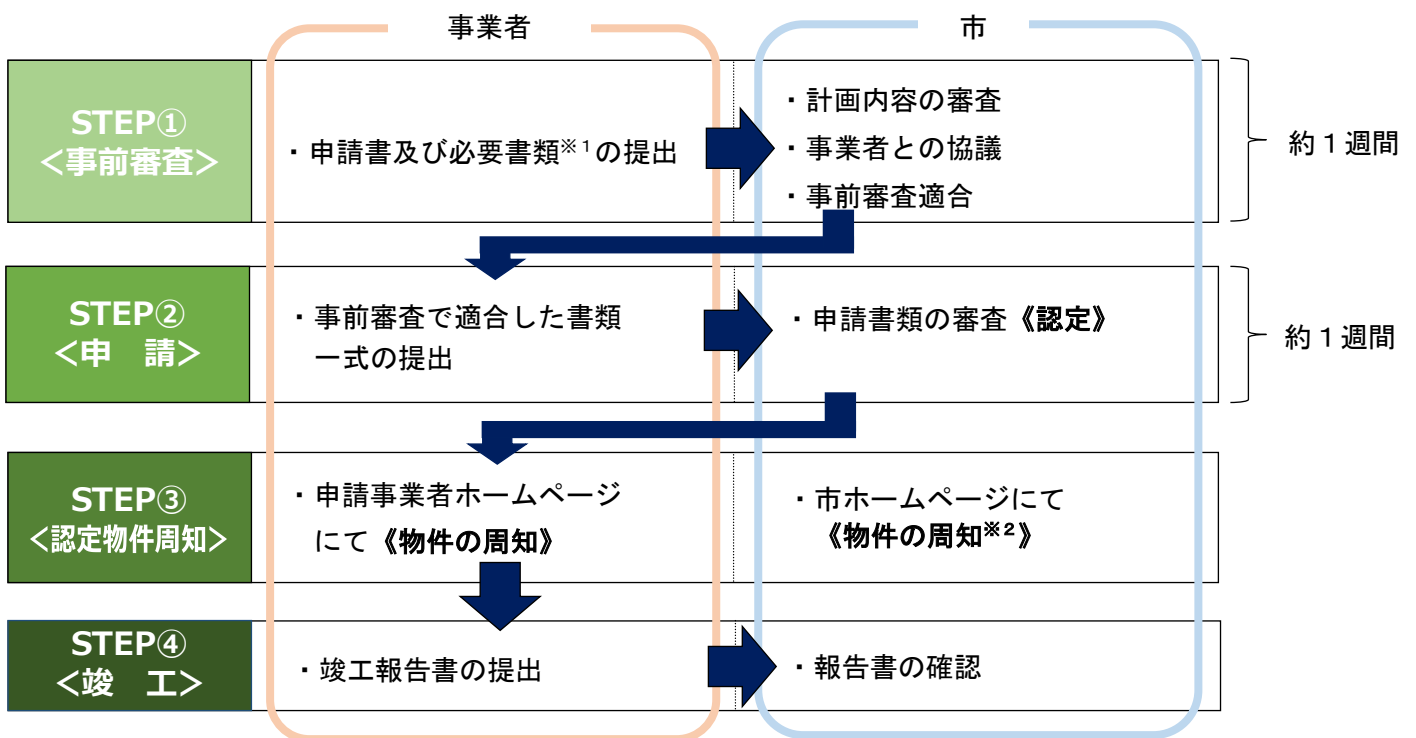 事業者
市
STEP①
<事前審査>
・申請書及び必要書類※1の提出
・計画内容の審査
・事業者との協議
・事前審査適合
約1週間
STEP②
<申　請>
・事前審査で適合した書類
一式の提出
・申請書類の審査《認定》
約1週間
STEP③
<認定物件周知>
・申請事業者ホームページ
にて《物件の周知》
・市ホームページにて
《物件の周知※2》
STEP④
<竣　工>
・竣工報告書の提出
・報告書の確認